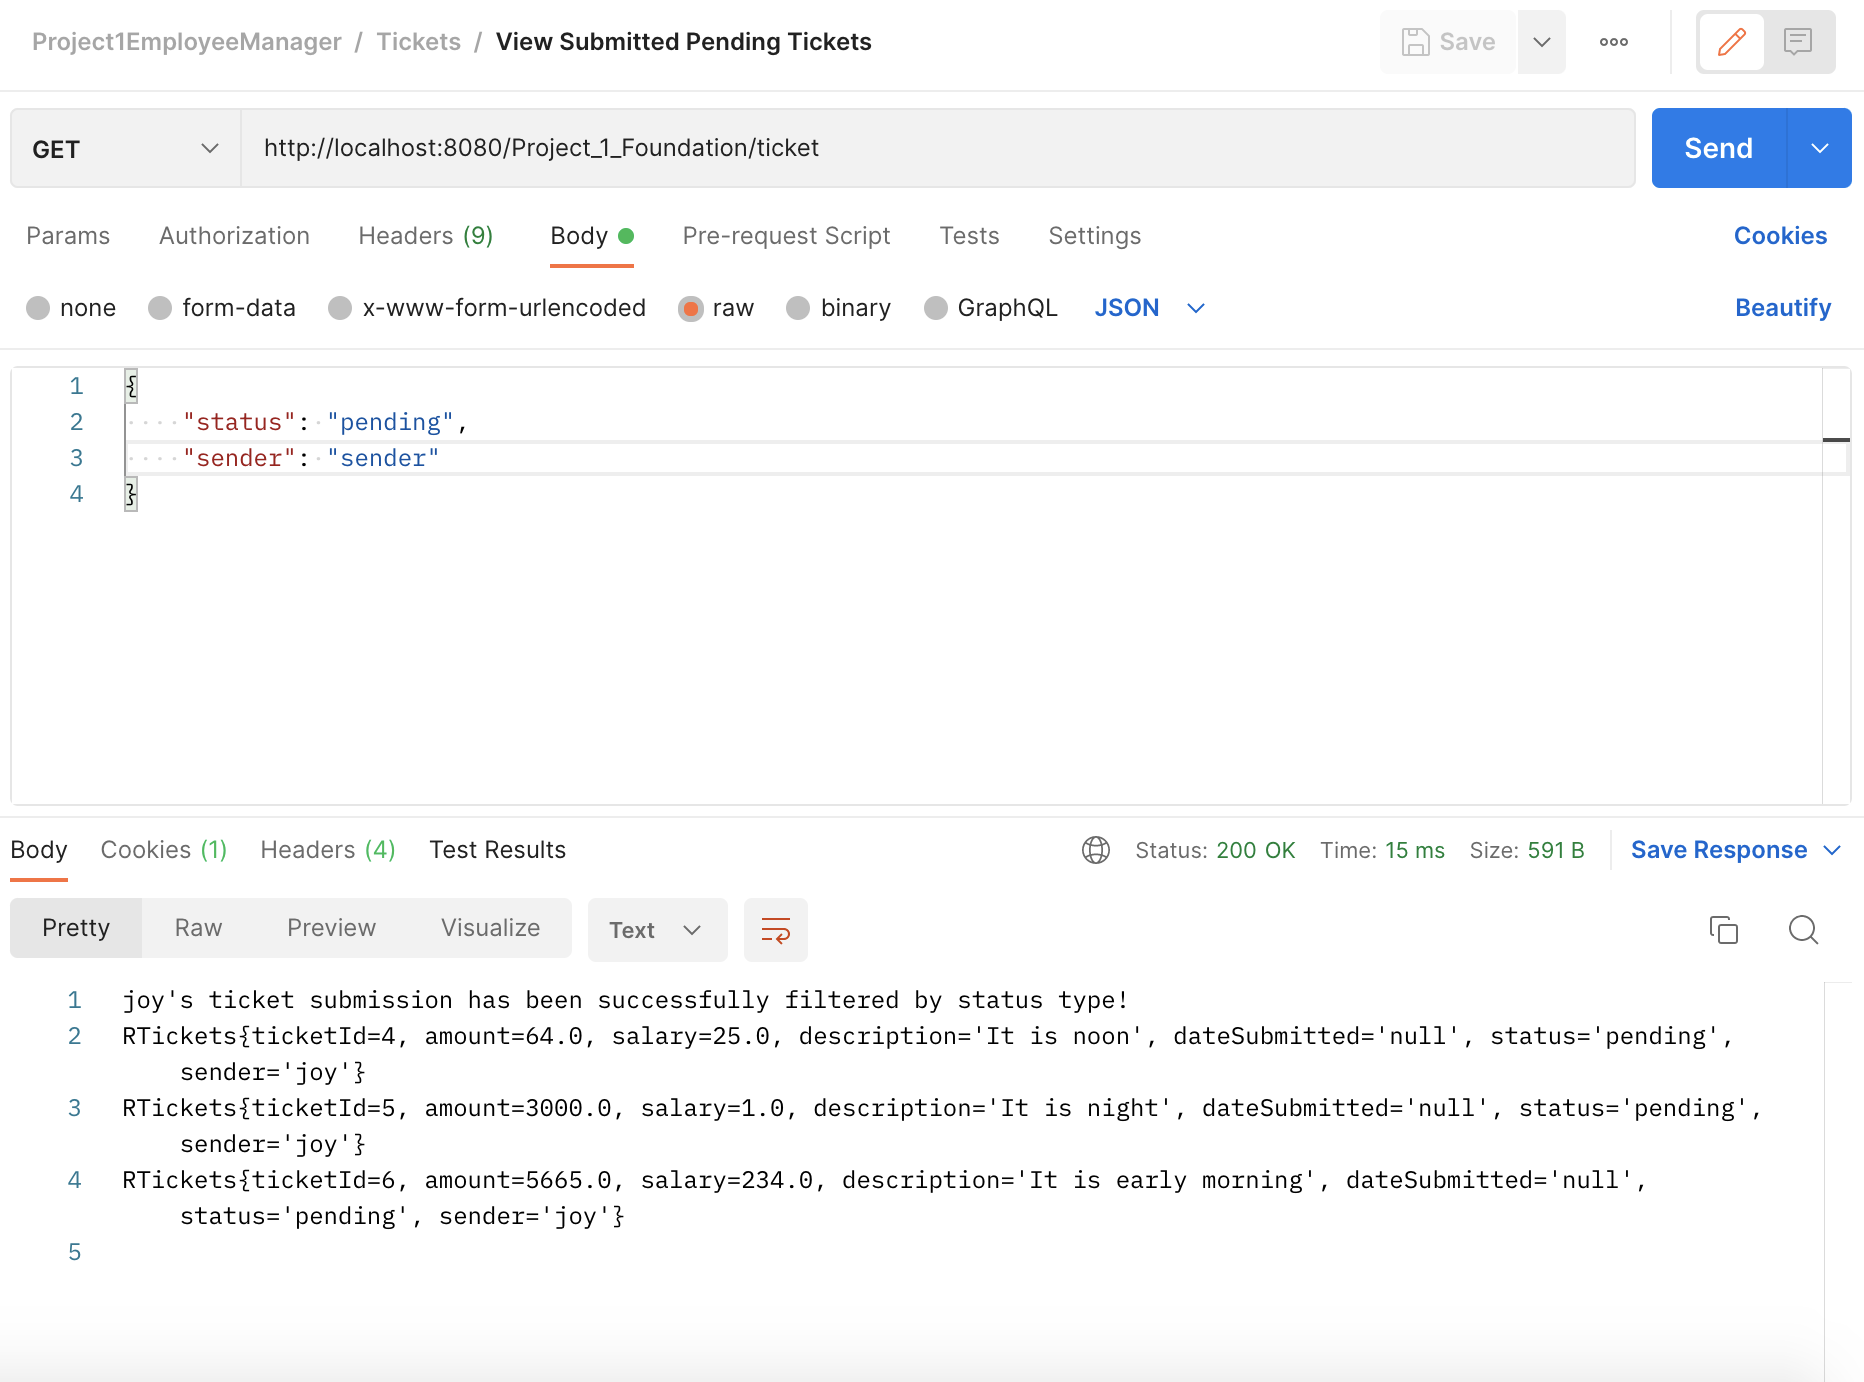 Project1EmployeeManager / Tickets / View Submitted Pending Tickets
Save
GET
http://localhost:8080/Project_1_Foundation/ticket
Send
Params Authorization Headers (9) Body Pre-request Script Tests Settings Cookies
none form-data x-www-form-urlencoded raw binary GraphQL JSON Beautify
1 {
2 "status": "pending",
3 "sender": "sender"
4 }
Body Cookies (1) Headers (4) Test Results Status: 200 OK Time: 15 ms Size: 591 B Save Response
Pretty Raw Preview Visualize Text
1 joy's ticket submission has been successfully filtered by status type!
2 RTickets{ticketId=4, amount=64.0, salary=25.0, description='It is noon', dateSubmitted='null', status='pending',
sender='joy'}
3 RTickets{ticketId=5, amount=3000.0, salary=1.0, description='It is night', dateSubmitted='null', status='pending',
sender='joy'}
4 RTickets{ticketId=6, amount=5665.0, salary=234.0, description='It is early morning', dateSubmitted='null',
status='pending', sender='joy'}
5